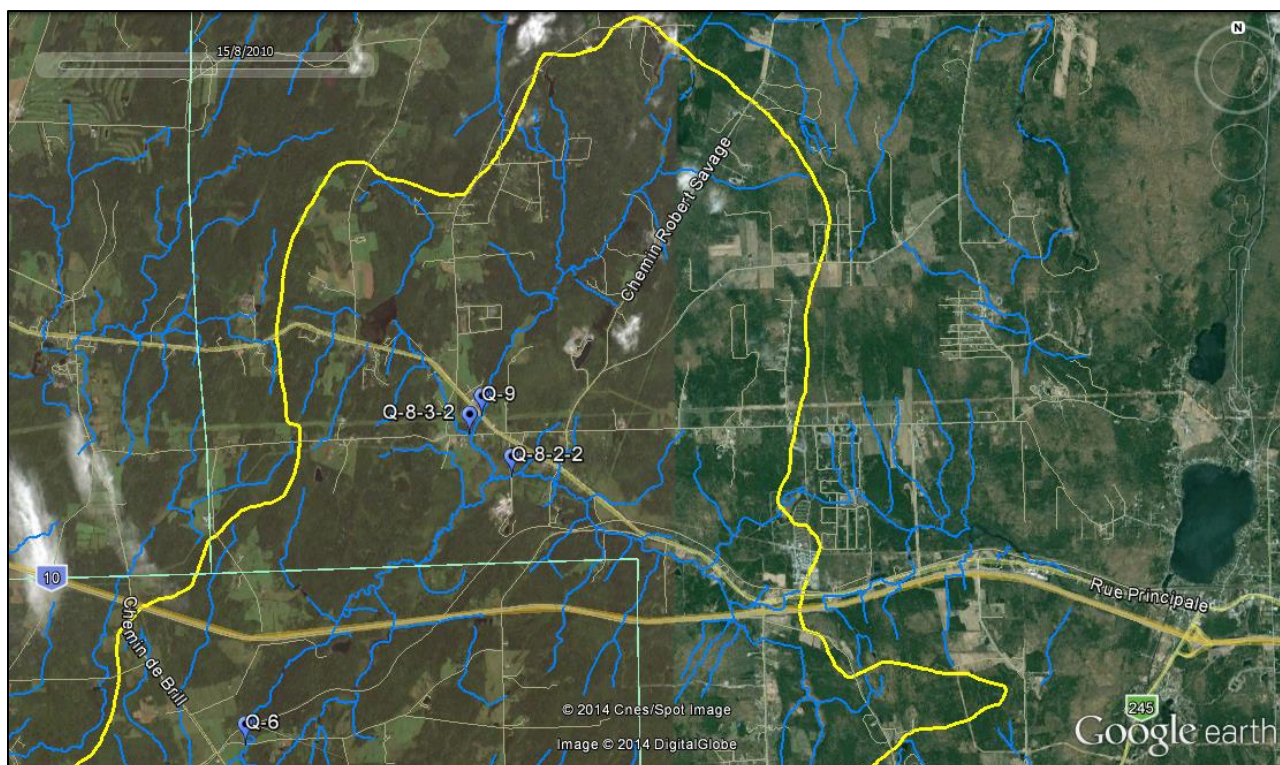 15/8/2010
N
Chemin Robert Savage
Q-9
Q-8-3-2
Q-8-2-2
10
Chemin de Brill
Rue Principale
Q-6
© 2014 Cnes/Spot Image
Image © 2014 DigitalGlobe
245
Google earth